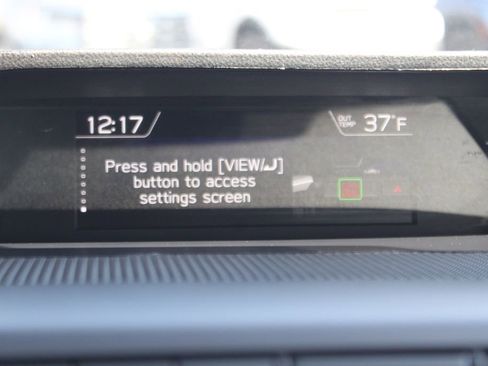 12:17
OUT
TEMP
37°F
Press and hold [VIEW/⮐]
button to access
settings screen